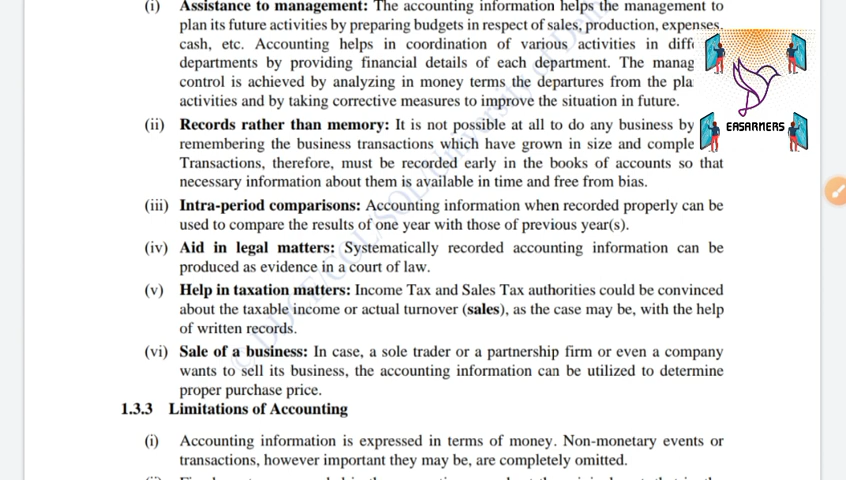 (i) Assistance to management: The accounting information helps the management to
plan its future activities by preparing budgets in respect of sales, production, expenses,
cash, etc. Accounting helps in coordination of various activities in diff
departments by providing financial details of each department. The manag
control is achieved by analyzing in money terms the departures from the pla
activities and by taking corrective measures to improve the situation in future.
(ii) Records rather than memory: It is not possible at all to do any business by
remembering the business transactions which have grown in size and comple
Transactions, therefore, must be recorded early in the books of accounts so that
necessary information about them is available in time and free from bias.
(iii) Intra-period comparisons: Accounting information when recorded properly can be
used to compare the results of one year with those of previous year(s).
(iv) Aid in legal matters: Systematically recorded accounting information can be
produced as evidence in a court of law.
(v) Help in taxation matters: Income Tax and Sales Tax authorities could be convinced
about the taxable income or actual turnover (sales), as the case may be, with the help
of written records.
(vi) Sale of a business: In case, a sole trader or a partnership firm or even a company
wants to sell its business, the accounting information can be utilized to determine
proper purchase price.
1.3.3 Limitations of Accounting
(i) Accounting information is expressed in terms of money. Non-monetary events or
transactions, however important they may be, are completely omitted.
EASARNERS